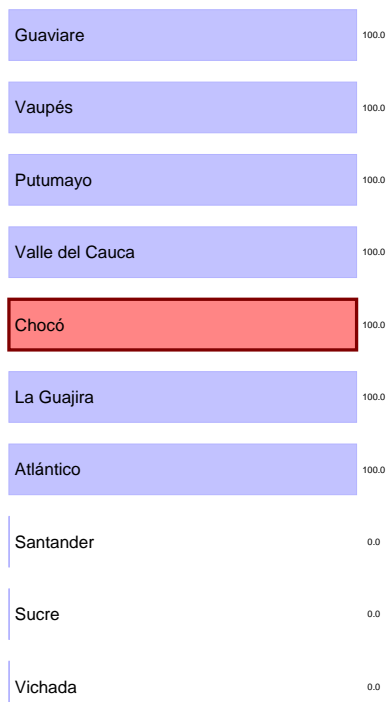 Guaviare 100.0
Vaupés 100.0
Putumayo 100.0
Valle del Cauca 100.0
Chocó 100.0
La Guajira 100.0
Atlántico 100.0
Santander 0.0
Sucre 0.0
Vichada 0.0